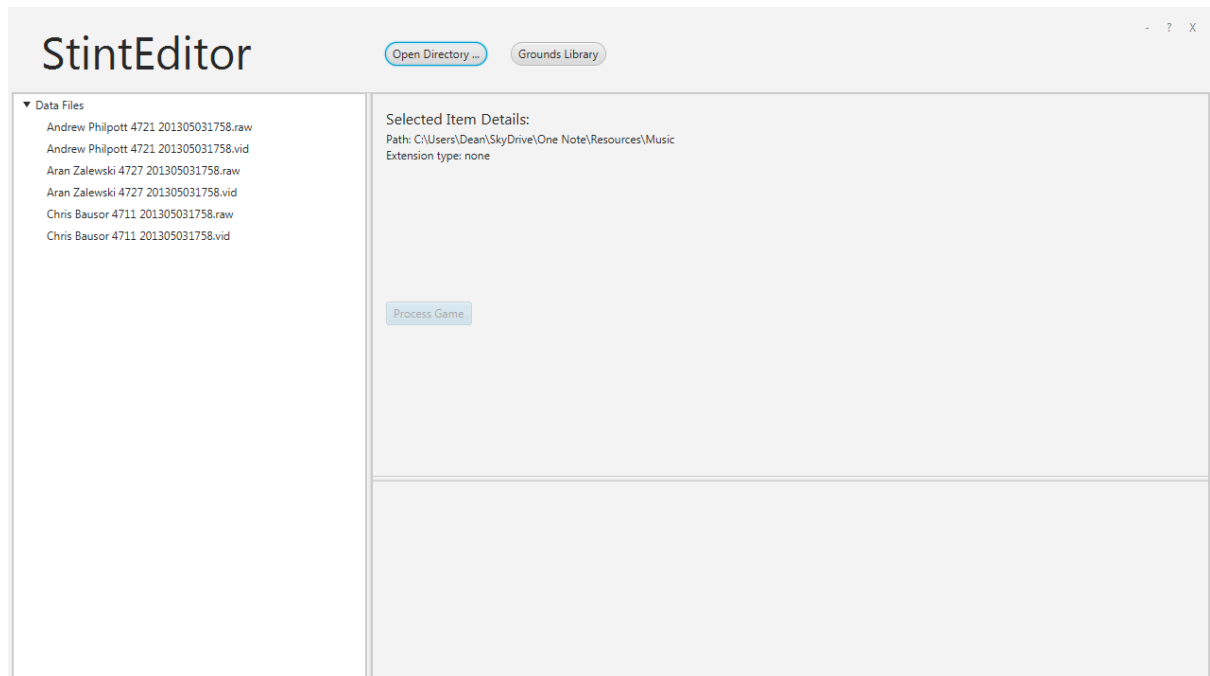 - ? X
StintEditor
Open Directory ...
Grounds Library
Data Files
Andrew Philpott 4721 201305031758.raw
Andrew Philpott 4721 201305031758.vid
Aran Zalewski 4727 201305031758.raw
Aran Zalewski 4727 201305031758.vid
Chris Bausor 4711 201305031758.raw
Chris Bausor 4711 201305031758.vid
Selected Item Details:
Path: C:\Users\Dean\SkyDrive\One Note\Resources\Music
Extension type: none
Process Game